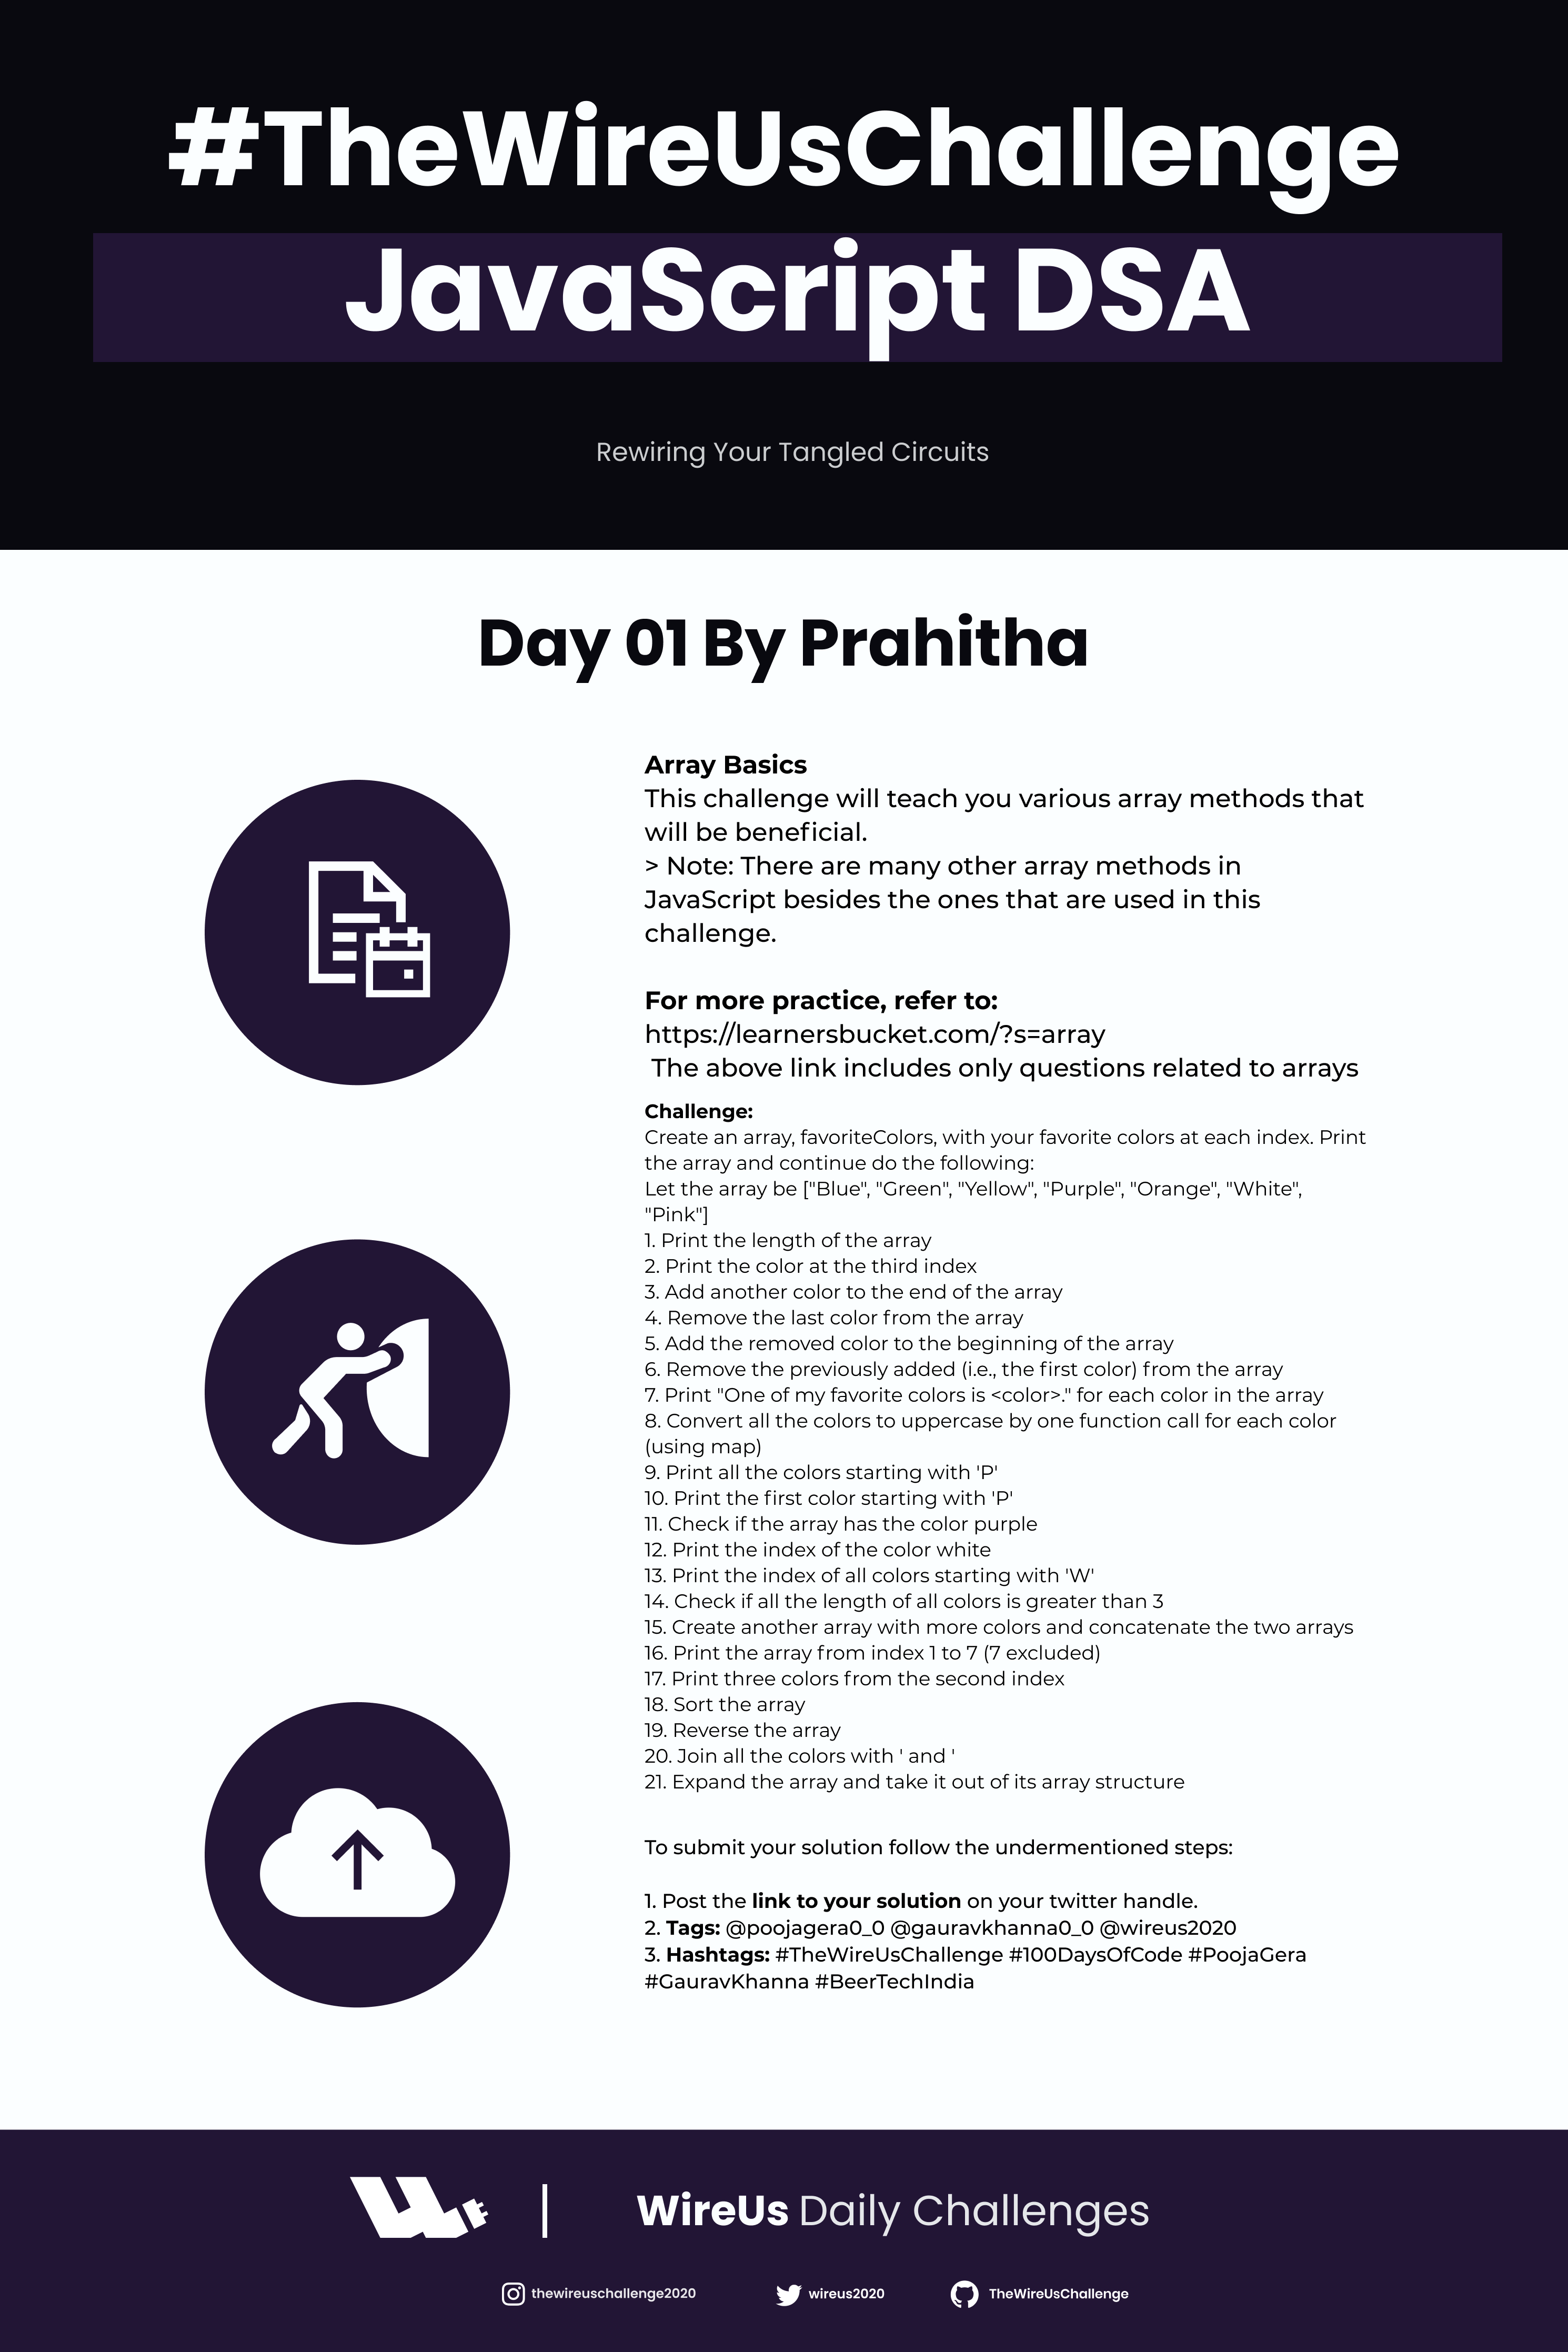 #TheWireUsChallenge
JavaScript DSA
Rewiring Your Tangled Circuits
Day 01 By Prahitha
Array Basics
This challenge will teach you various array methods that
will be beneficial.
> Note: There are many other array methods in
JavaScript besides the ones that are used in this
challenge.
For more practice, refer to:
https://learnersbucket.com/?s=array
The above link includes only questions related to arrays
Challenge:
Create an array, favoriteColors, with your favorite colors at each index. Print
the array and continue do the following:
Let the array be ["Blue", "Green", "Yellow", "Purple", "Orange", "White",
"Pink"]
1. Print the length of the array
2. Print the color at the third index
3. Add another color to the end of the array
4. Remove the last color from the array
5. Add the removed color to the beginning of the array
6. Remove the previously added (i.e., the first color) from the array
7. Print "One of my favorite colors is <color>." for each color in the array
8. Convert all the colors to uppercase by one function call for each color
(using map)
9. Print all the colors starting with 'P'
10. Print the first color starting with 'P'
11. Check if the array has the color purple
12. Print the index of the color white
13. Print the index of all colors starting with 'W'
14. Check if all the length of all colors is greater than 3
15. Create another array with more colors and concatenate the two arrays
16. Print the array from index 1 to 7 (7 excluded)
17. Print three colors from the second index
18. Sort the array
19. Reverse the array
20. Join all the colors with ' and '
21. Expand the array and take it out of its array structure
To submit your solution follow the undermentioned steps:
1. Post the link to your solution on your twitter handle.
2. Tags: @poojagera0_0 @gauravkhanna0_0 @wireus2020
3. Hashtags: #TheWireUsChallenge #100DaysOfCode #PoojaGera
#GauravKhanna #BeerTechIndia
WireUs Daily Challenges
thewireuschallenge2020
wireus2020
TheWireUsChallenge